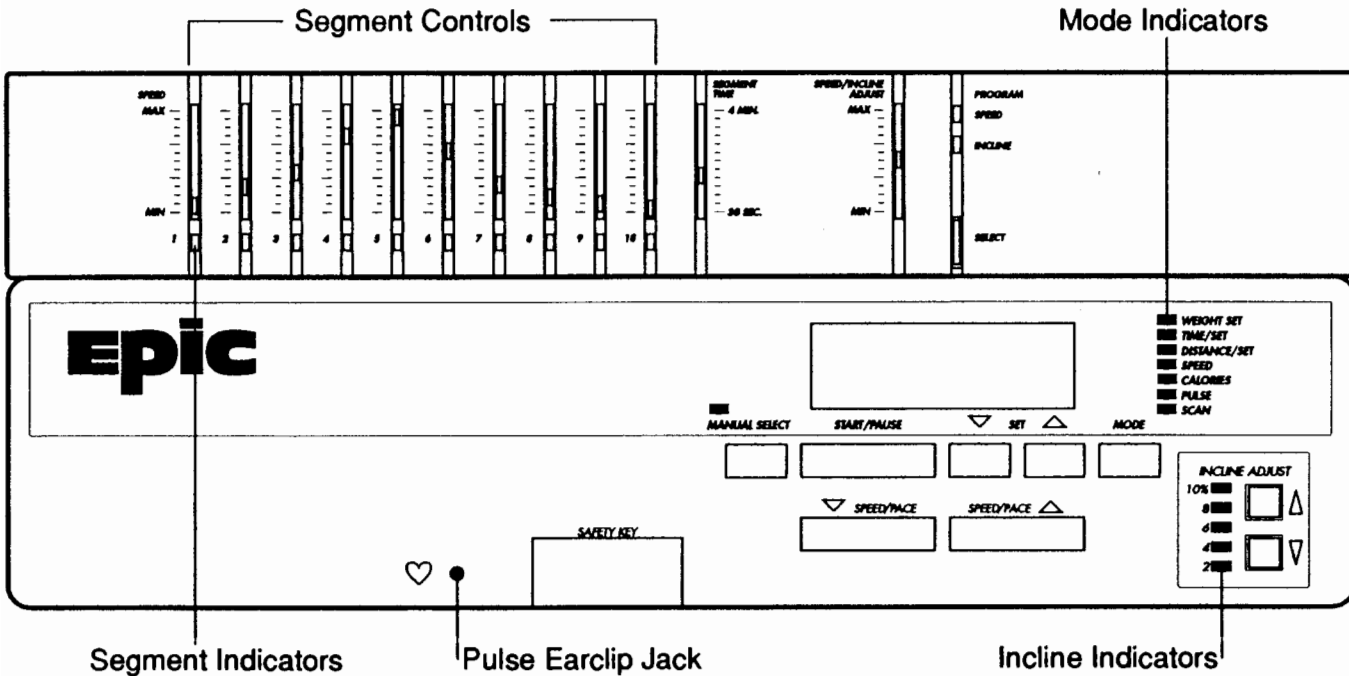 Segment Controls
Mode Indicators
SPEED
MAX
MIN
1 2 3 4 5 6 7 8 9 10
SEGMENT
TIME
4 MIN.
30 SEC.
SPEED/INCLINE
ADJUST
MAX
MIN
PROGRAM
SPEED
INCLINE
SELECT
Epic
WEIGHT SET
TIME/SET
DISTANCE/SET
SPEED
CALORIES
PULSE
SCAN
MANUAL SELECT
START/PAUSE
SET
MODE
SPEED/PACE
SPEED/PACE
INCLINE ADJUST
10%
8
6
4
2
SAFETY KEY
Segment Indicators
Pulse Earclip Jack
Incline Indicators